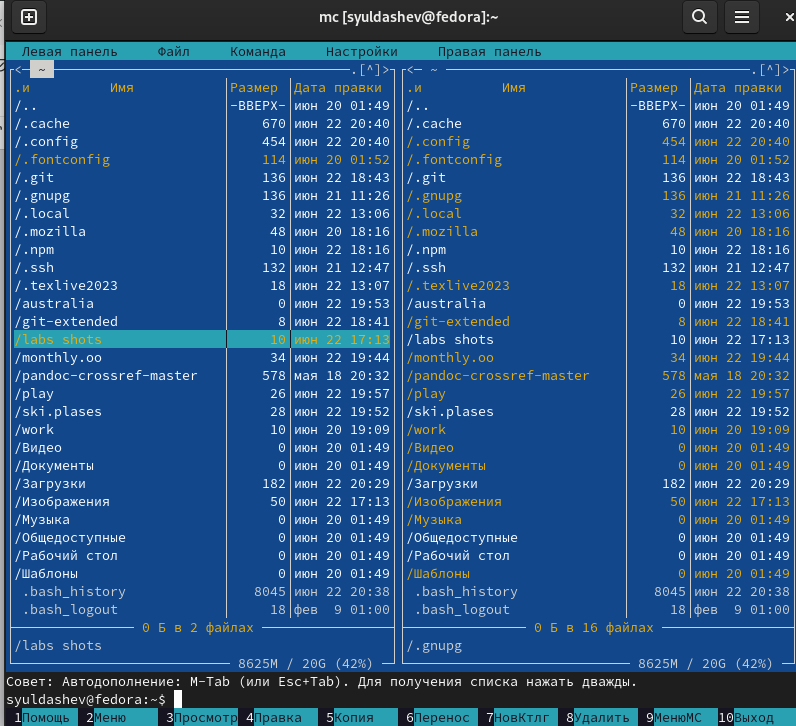 mc [syuldashev@fedora]:~
Левая панель Файл Команда Настройки Правая панель
<─ ~ .[^]> <─ ~ .[^]>
.и Имя Размер Дата правки .и Имя Размер Дата правки
/.. -ВВЕРХ- июн 20 01:49 /.. -ВВЕРХ- июн 20 01:49
/.cache 670 июн 22 20:40 /.cache 670 июн 22 20:40
/.config 454 июн 22 20:40 /.config 454 июн 22 20:40
/.fontconfig 114 июн 20 01:52 /.fontconfig 114 июн 20 01:52
/.git 136 июн 22 18:43 /.git 136 июн 22 18:43
/.gnupg 136 июн 21 11:26 /.gnupg 136 июн 21 11:26
/.local 32 июн 22 13:06 /.local 32 июн 22 13:06
/.mozilla 48 июн 20 18:16 /.mozilla 48 июн 20 18:16
/.npm 10 июн 22 18:16 /.npm 10 июн 22 18:16
/.ssh 132 июн 21 12:47 /.ssh 132 июн 21 12:47
/.texlive2023 18 июн 22 13:07 /.texlive2023 18 июн 22 13:07
/australia 0 июн 22 19:53 /australia 0 июн 22 19:53
/git-extended 8 июн 22 18:41 /git-extended 8 июн 22 18:41
/labs shots 10 июн 22 17:13 /labs shots 10 июн 22 17:13
/monthly.oo 34 июн 22 19:44 /monthly.oo 34 июн 22 19:44
/pandoc-crossref-master 578 мая 18 20:32 /pandoc-crossref-master 578 мая 18 20:32
/play 26 июн 22 19:57 /play 26 июн 22 19:57
/ski.plases 28 июн 22 19:52 /ski.plases 28 июн 22 19:52
/work 10 июн 20 19:09 /work 10 июн 20 19:09
/Видео 0 июн 20 01:49 /Видео 0 июн 20 01:49
/Документы 0 июн 20 01:49 /Документы 0 июн 20 01:49
/Загрузки 182 июн 22 20:29 /Загрузки 182 июн 22 20:29
/Изображения 50 июн 22 17:13 /Изображения 50 июн 22 17:13
/Музыка 0 июн 20 01:49 /Музыка 0 июн 20 01:49
/Общедоступные 0 июн 20 01:49 /Общедоступные 0 июн 20 01:49
/Рабочий стол 0 июн 20 01:49 /Рабочий стол 0 июн 20 01:49
/Шаблоны 0 июн 20 01:49 /Шаблоны 0 июн 20 01:49
.bash_history 8045 июн 22 20:38 .bash_history 8045 июн 22 20:38
.bash_logout 18 фев 9 01:00 .bash_logout 18 фев 9 01:00
0 Б в 2 файлах 0 Б в 16 файлах
/labs shots /.gnupg
8625M / 20G (42%) 8625M / 20G (42%)
Совет: Автодополнение: M-Tab (или Esc+Tab). Для получения списка нажать дважды.
syuldashev@fedora:~$
1Помощь 2Меню 3Просмотр 4Правка 5Копия 6Перенос 7НовКтлг 8Удалить 9МенюМС 10Выход